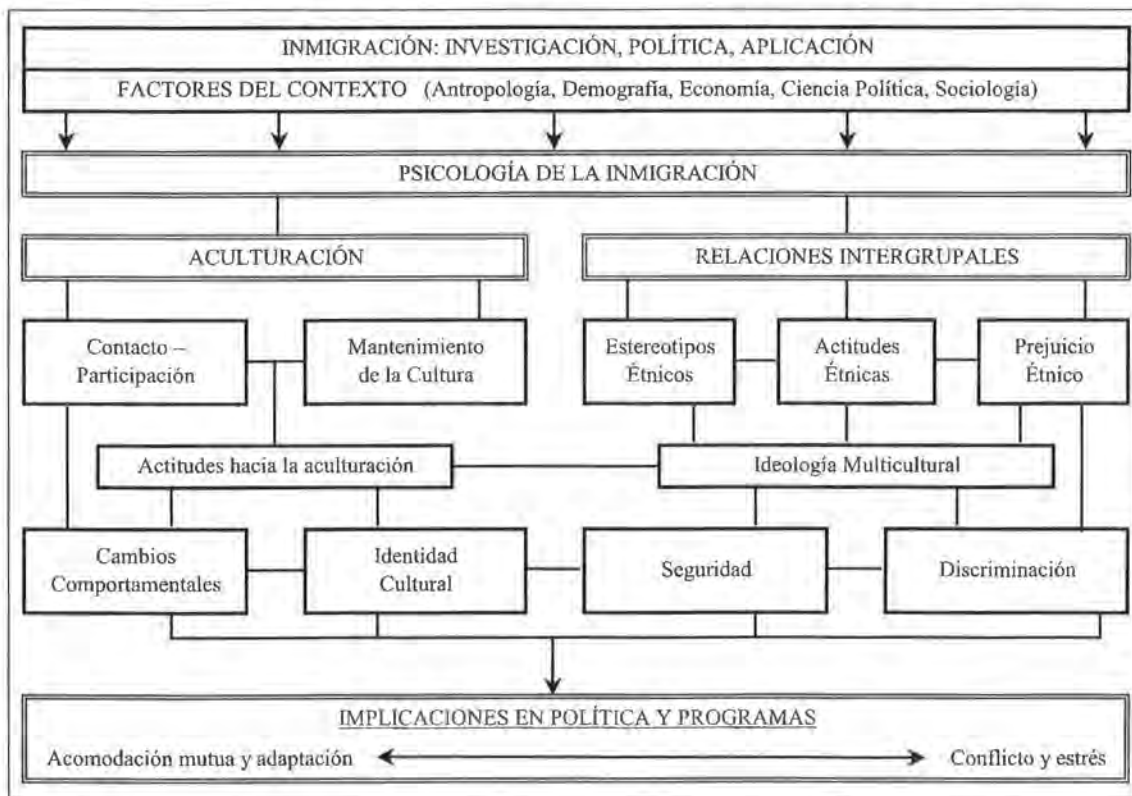 INMIGRACIÓN: INVESTIGACIÓN, POLÍTICA, APLICACIÓN
FACTORES DEL CONTEXTO (Antropología, Demografía, Economía, Ciencia Política, Sociología)
PSICOLOGÍA DE LA INMIGRACIÓN
ACULTURACIÓN
RELACIONES INTERGRUPALES
Contacto –
Participación
Mantenimiento
de la Cultura
Estereotipos
Étnicos
Actitudes
Étnicas
Prejuicio
Étnico
Actitudes hacia la aculturación
Ideología Multicultural
Cambios
Comportamentales
Identidad
Cultural
Seguridad
Discriminación
IMPLICACIONES EN POLÍTICA Y PROGRAMAS
Acomodación mutua y adaptación
Conflicto y estrés